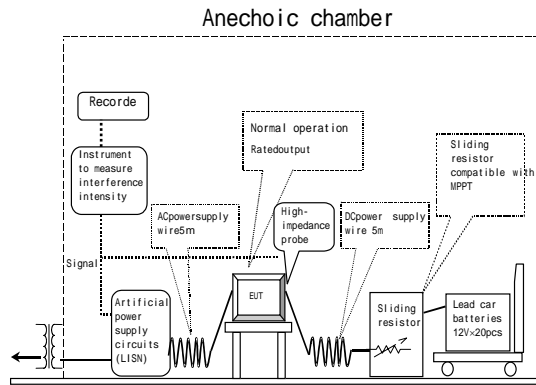 Anechoic chamber
Recorde
Instrument
to measure
interference
intensity
Normal operation
Ratedoutput
Sliding
resistor
compatible with
MPPT
ACpowersupply
wire5m
High-
impedance
probe
DCpower supply
wire 5m
Signal
Artificial
power
supply
circuits
(LISN)
EUT
Sliding
resistor
Lead car
batteries
12V×20pcs